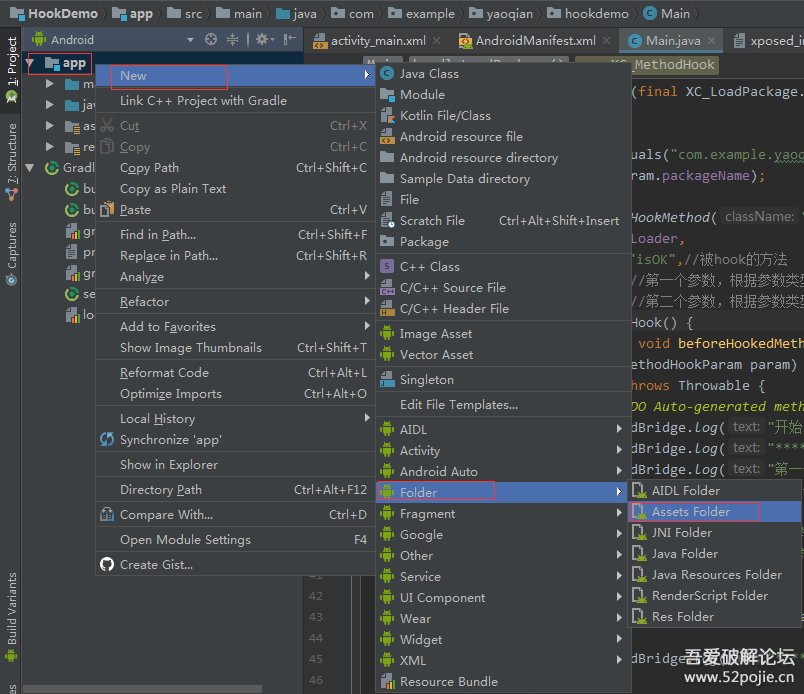 HookDemo app src main java com example yaoqian hookdemo Main
Android
activity_main.xml AndroidManifest.xml Main.java xposed_in
1: Project
7: Structure
Captures
Build Variants
app
Gradl
New
Link C++ Project with Gradle
Cut Ctrl+X
Copy Ctrl+C
Copy Path Ctrl+Shift+C
Copy as Plain Text
Paste Ctrl+V
Find in Path... Ctrl+Shift+F
Replace in Path... Ctrl+Shift+R
Analyze
Refactor
Add to Favorites
Show Image Thumbnails Ctrl+Shift+T
Reformat Code Ctrl+Alt+L
Optimize Imports Ctrl+Alt+O
Local History
Synchronize 'app'
Show in Explorer
Directory Path Ctrl+Alt+F12
Compare With... Ctrl+D
Open Module Settings F4
Create Gist...
Java Class
Module
Kotlin File/Class
Android resource file
Android resource directory
Sample Data directory
File
Scratch File Ctrl+Alt+Shift+Insert
Package
C++ Class
C/C++ Source File
C/C++ Header File
Image Asset
Vector Asset
Singleton
Edit File Templates...
AIDL
Activity
Android Auto
Folder
Fragment
Google
Other
Service
UI Component
Wear
Widget
XML
Resource Bundle
AIDL Folder
Assets Folder
JNI Folder
Java Folder
Java Resources Folder
RenderScript Folder
Res Folder
_MethodHook
(final XC_LoadPackage.
uals("com.example.yaoq
ram.packageName);
HookMethod( className: "
Loader,
"isOK",//被hook的方法
//第一个参数，根据参数类型
//第二个参数，根据参数类
Hook() {
void beforeHookedMeth
ethodHookParam param)
hrows Throwable {
DO Auto-generated meth
dBridge.log( text: "开始
dBridge.log( text: "****
dBridge.log( text: "第一
dBridge.log( text: "****
42
43
44
45
46
吾爱破解论坛
www.52pojie.cn